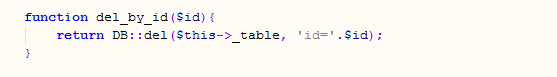 function del_by_id($id){
return DB::del($this->_table, 'id='.$id);
}